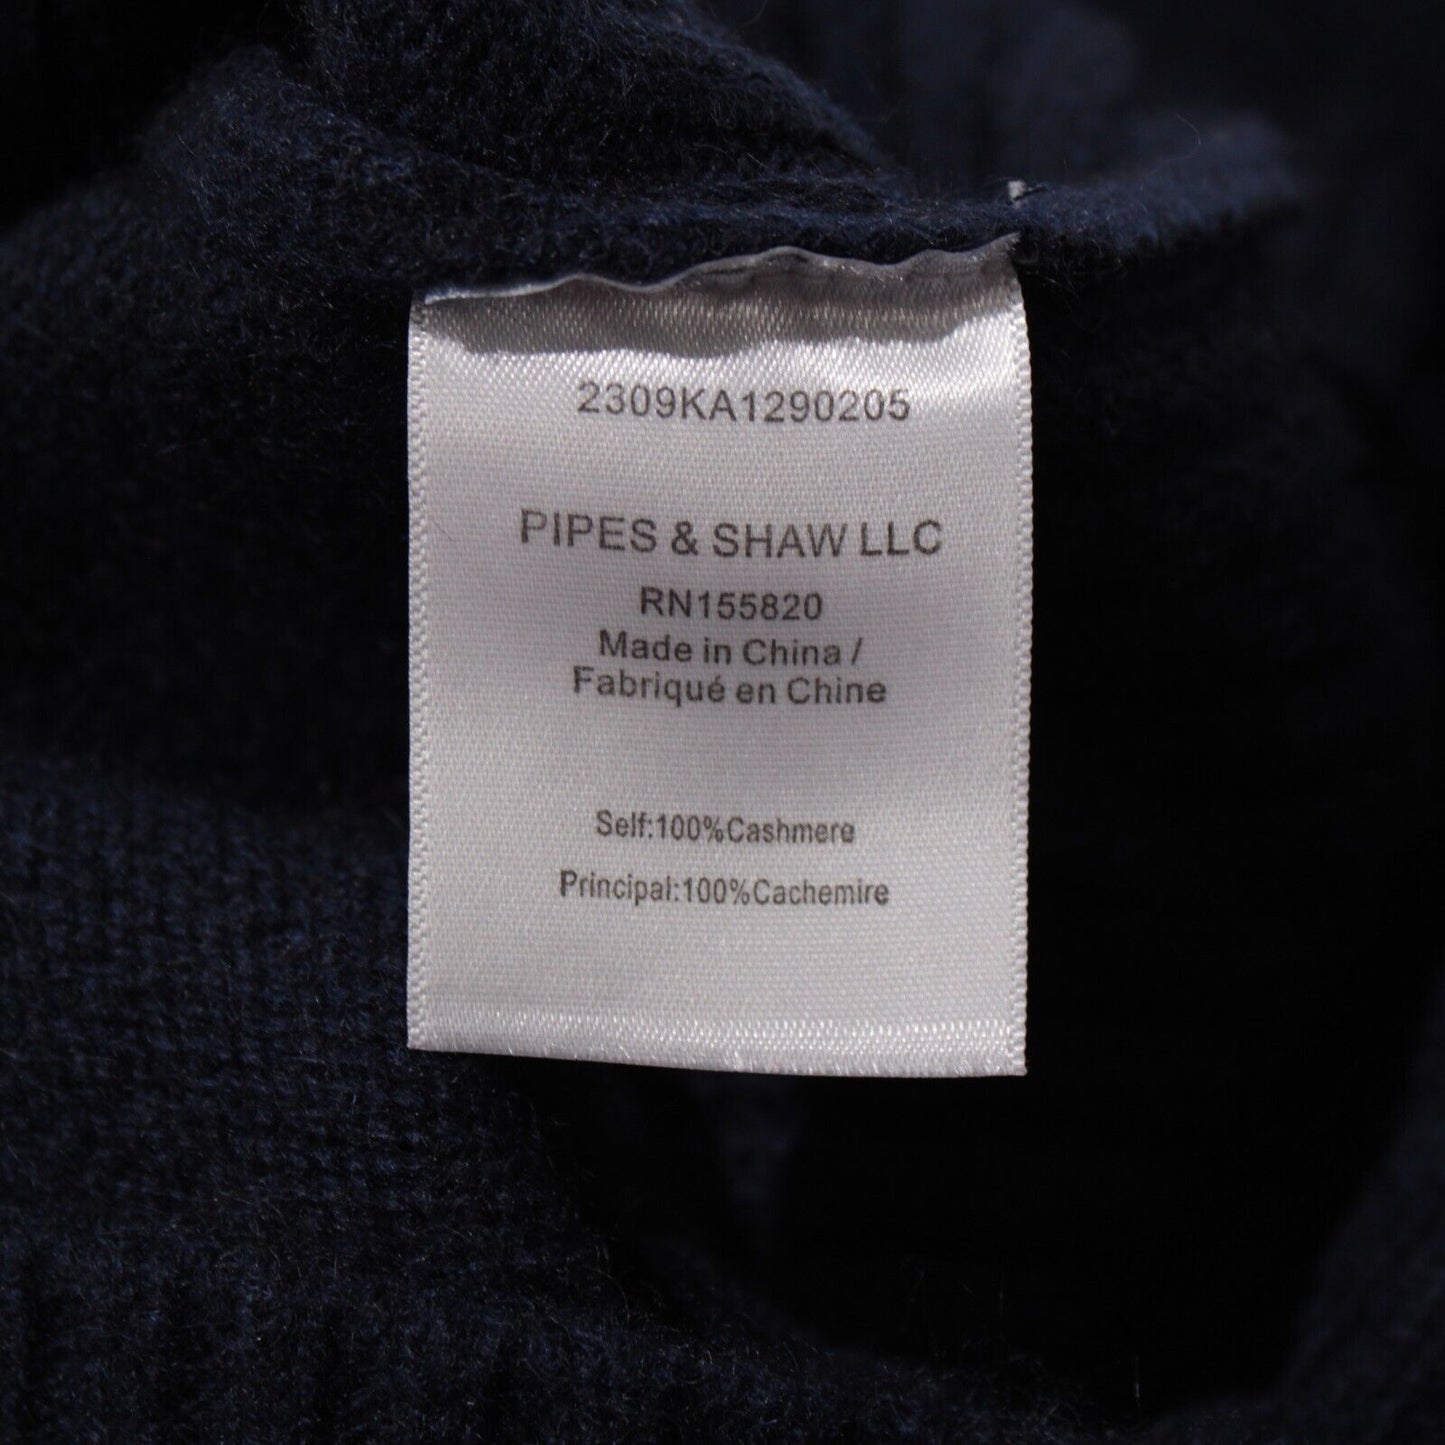 2309KA1290205
PIPES & SHAW LLC
RN155820
Made in China /
Fabriqué en Chine
Self:100%Cashmere
Principal:100%Cachemire